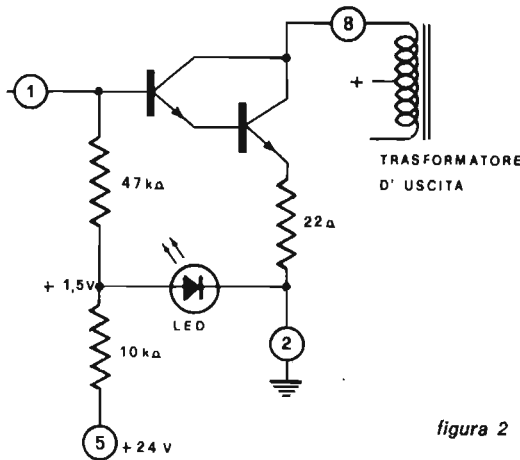 8
1
+
TRASFORMATORE
D' USCITA
47kΩ
22Ω
+ 1,5V
LED
10kΩ
2
5 +24 V
figura 2